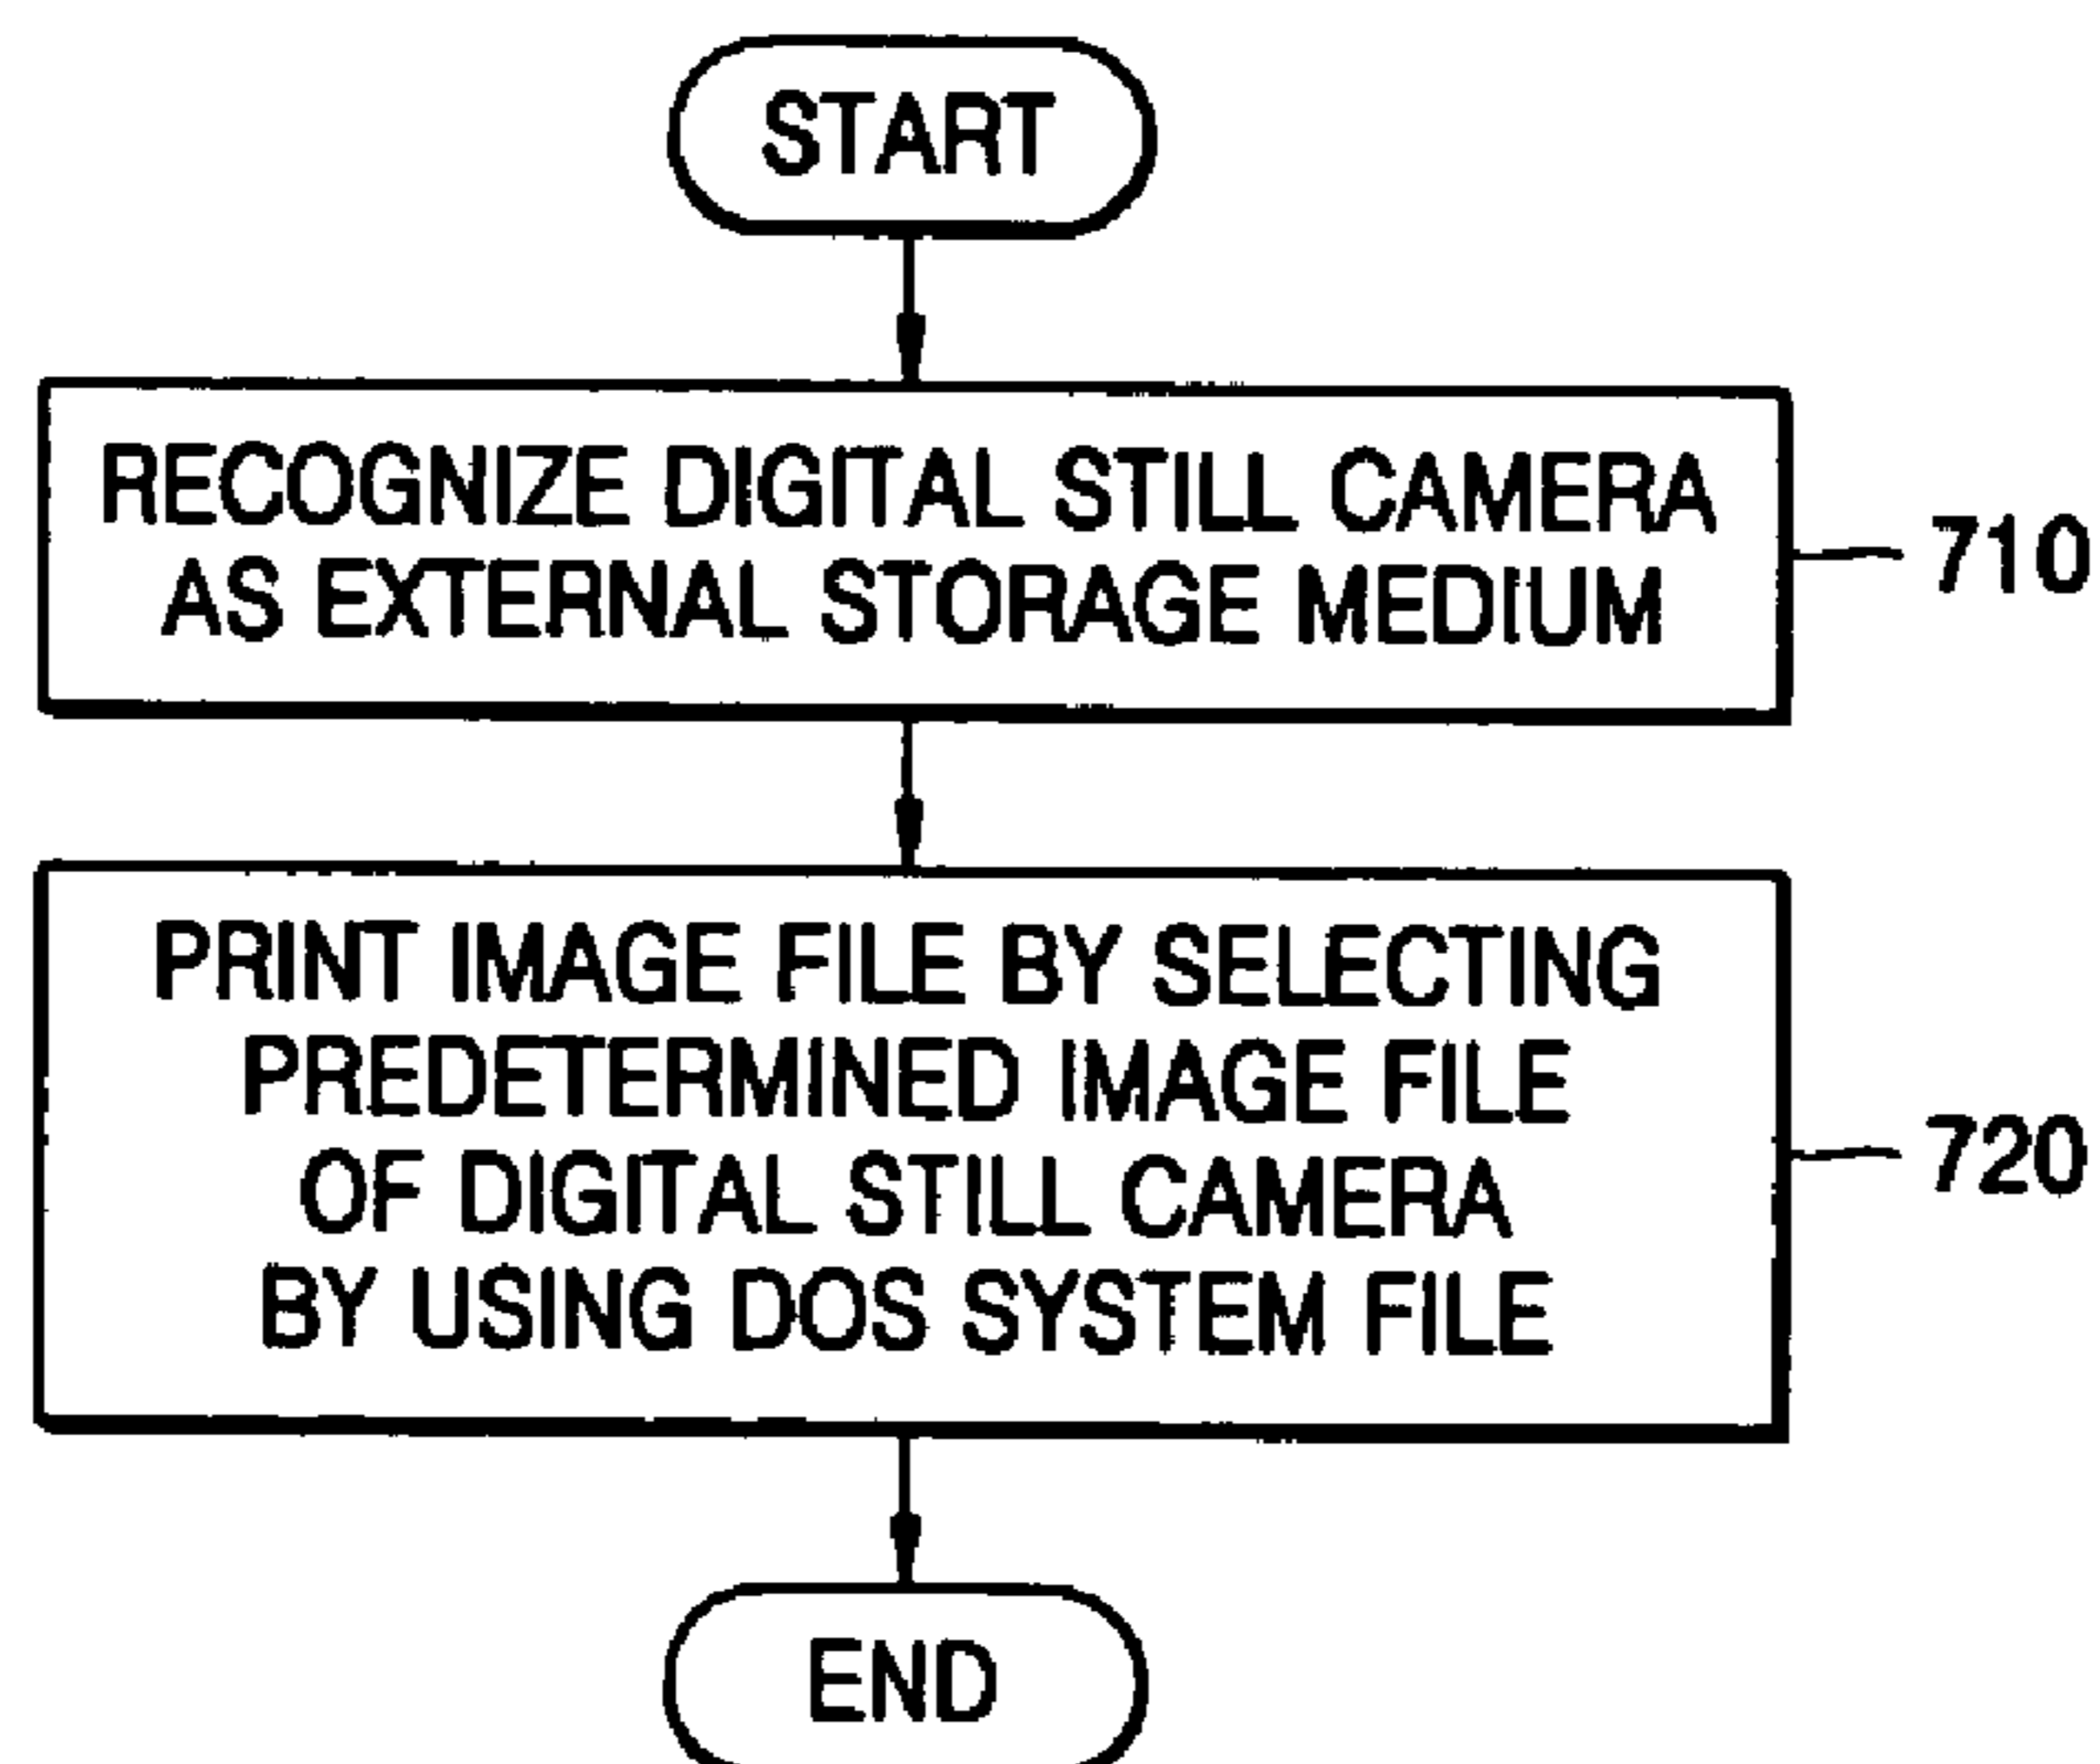 START
RECOGNIZE DIGITAL STILL CAMERA
AS EXTERNAL STORAGE MEDIUM
710
PRINT IMAGE FILE BY SELECTING
PREDETERMINED IMAGE FILE
OF DIGITAL STILL CAMERA
BY USING DOS SYSTEM FILE
720
END